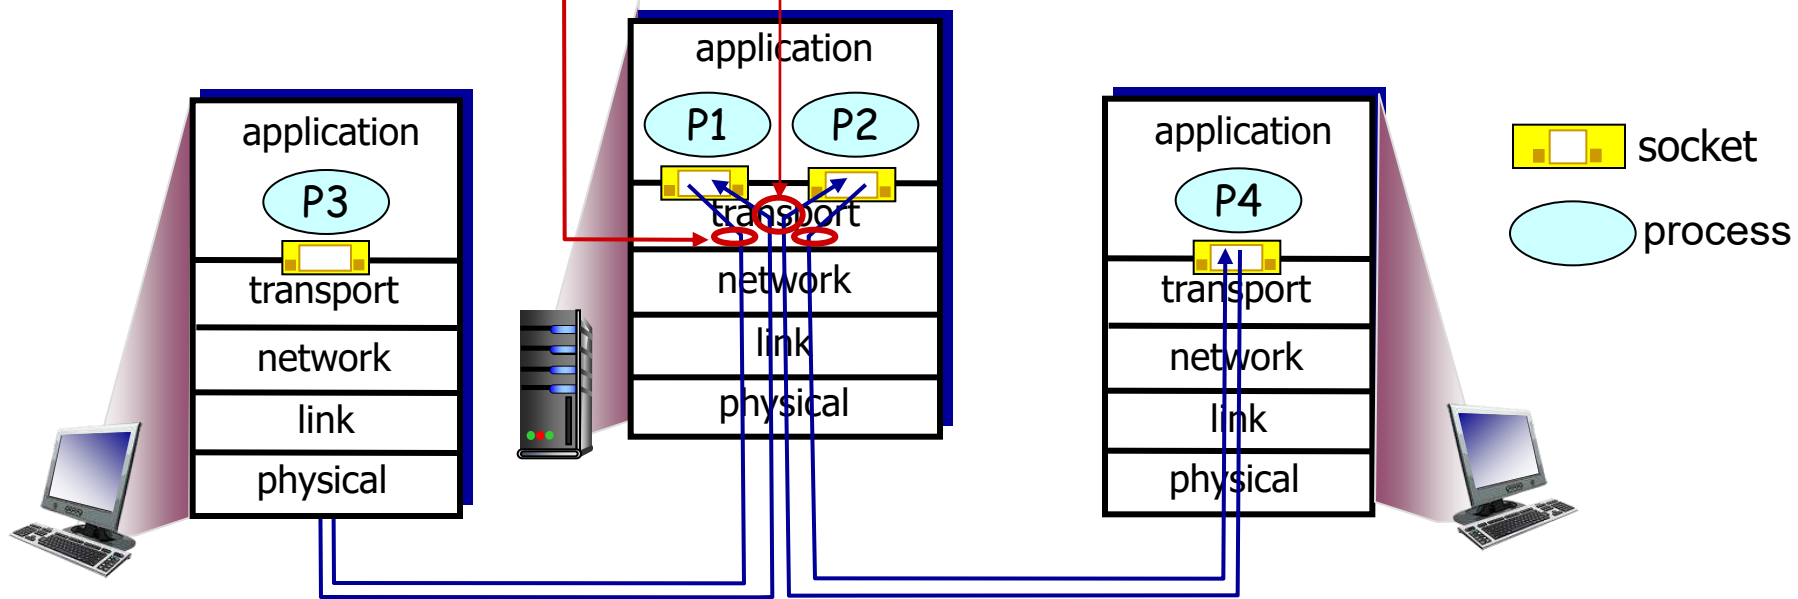 application
P1
P2
transport
network
link
physical
application
P3
transport
network
link
physical
application
P4
transport
network
link
physical
socket
process